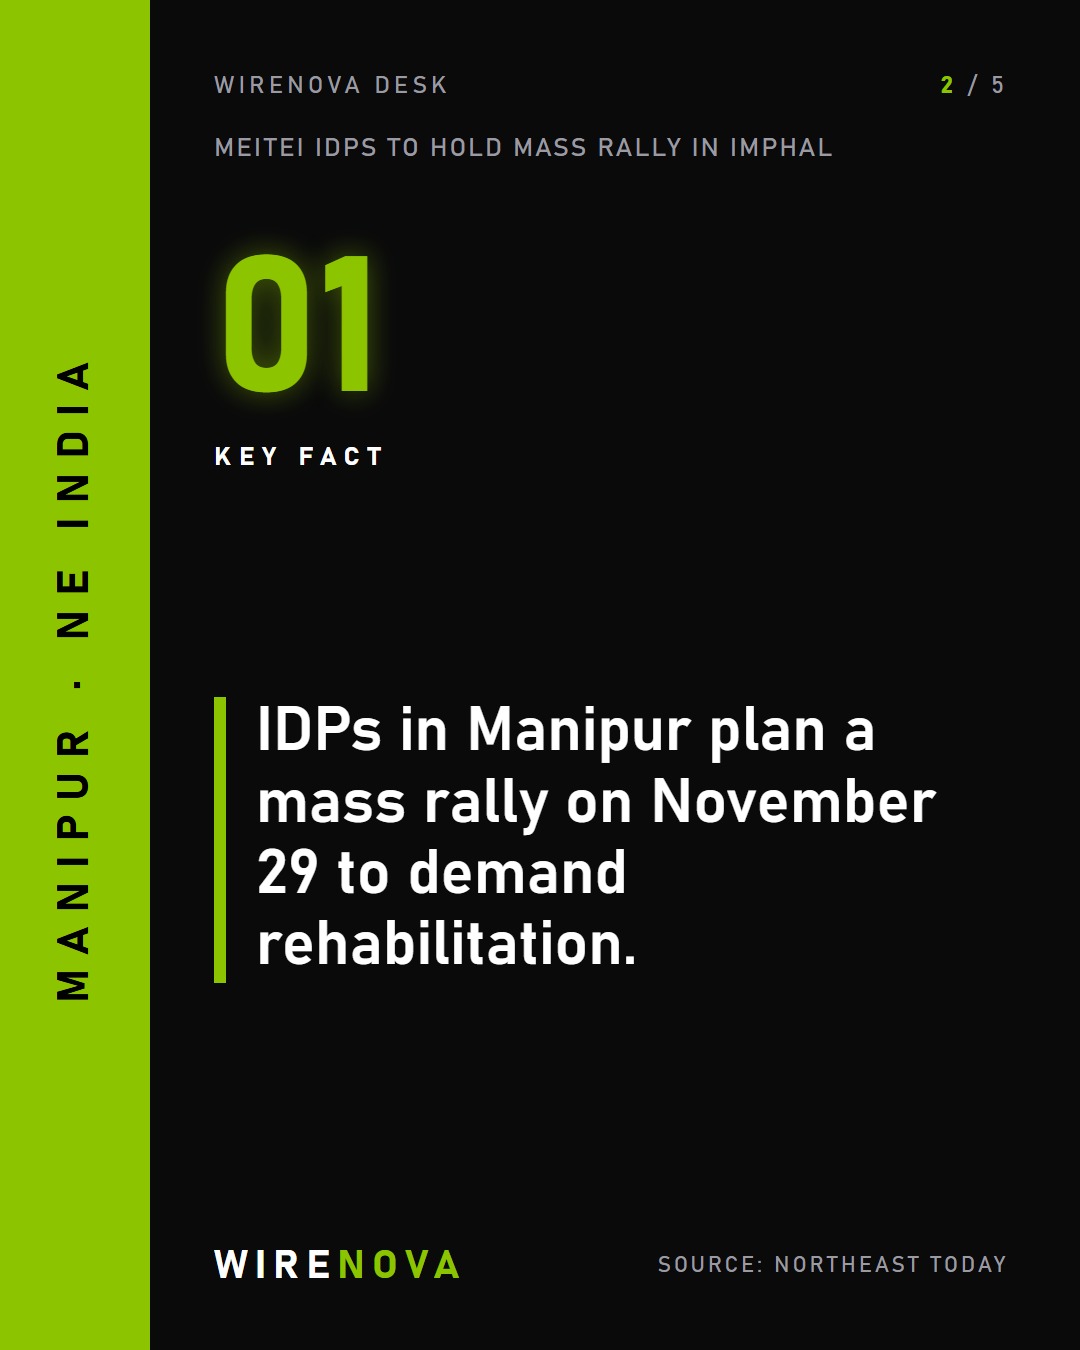 WIRENOVA DESK
2 / 5
MEITEI IDPS TO HOLD MASS RALLY IN IMPHAL
01
KEY FACT
MANIPUR · NE INDIA
IDPs in Manipur plan a
mass rally on November
29 to demand
rehabilitation.
WIRENOVA
SOURCE: NORTHEAST TODAY